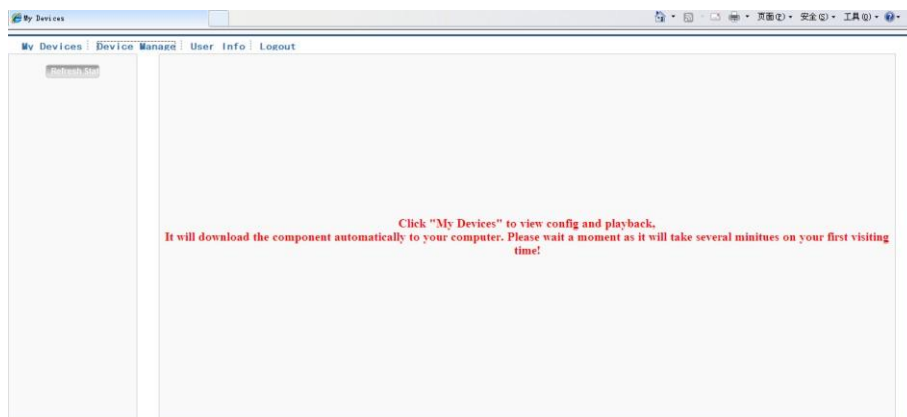 My Devices
页面(P) 安全(S) 工具(O)
My Devices Device Manage User Info Logout
Refresh Stat
Click "My Devices" to view config and playback,
It will download the component automatically to your computer. Please wait a moment as it will take several minitues on your first visiting
time!